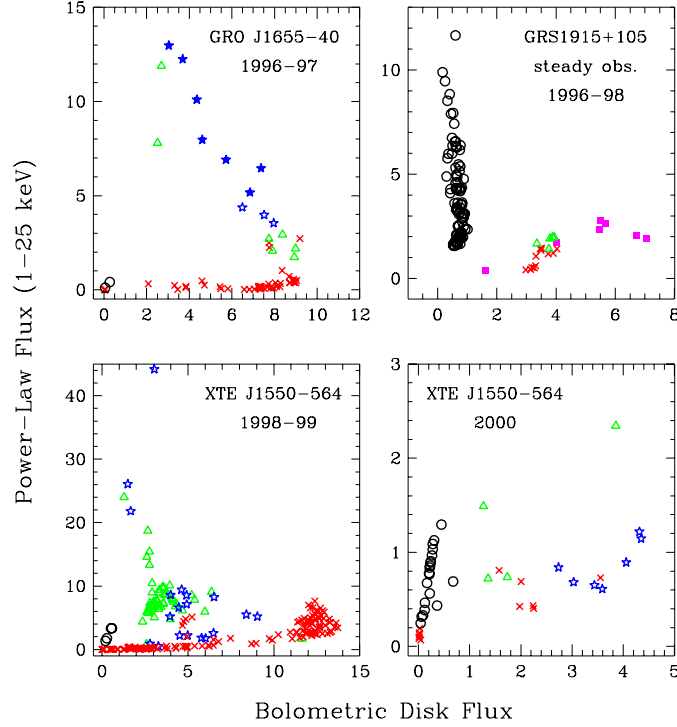 GRO J1655-40
1996-97
15
10
5
0
0 2 4 6 8 10 12
GRS1915+105
steady obs.
1996-98
10
5
0
0 2 4 6 8
XTE J1550-564
1998-99
40
30
20
10
0
0 5 10 15
XTE J1550-564
2000
3
2
1
0
0 1 2 3 4 5
Power-Law Flux (1-25 keV)
Bolometric Disk Flux